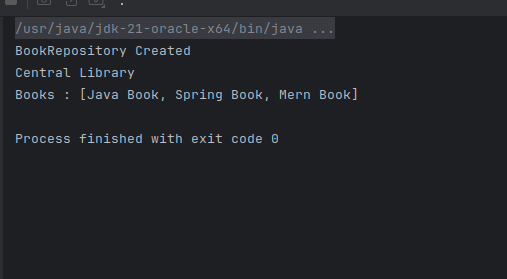 /usr/java/jdk-21-oracle-x64/bin/java ...
BookRepository Created
Central Library
Books : [Java Book, Spring Book, Mern Book]
Process finished with exit code 0